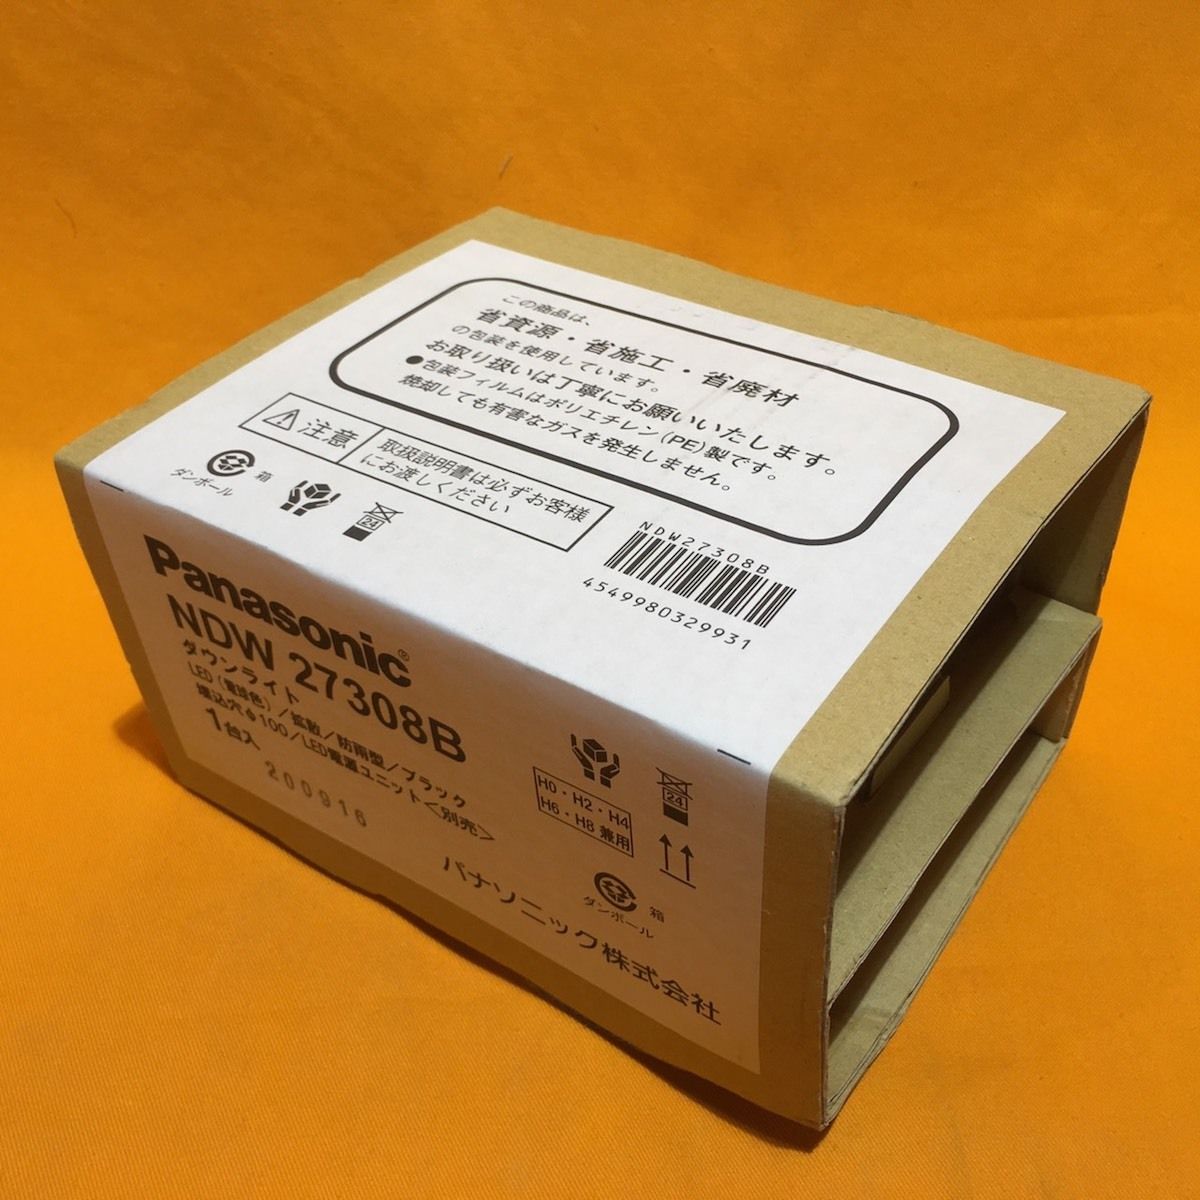 この商品は、
省資源・省施工・省廃材
の包装を使用しています。
お取り扱いは丁寧にお願いいたします。
●包装フィルムはポリエチレン(PE)製です。
焼却しても有害なガスを発生しません。
注意
取扱説明書は必ずお客様
にお渡しください
ダンボール 箱
24
NDW27308B
4549980329931
Panasonic®
NDW 27308B
ダウンライト
LED(電球色)/拡散/防雨型/ブラック
埋込穴φ100/LED電源ユニット<別売>
1台入
200916
24
H0・H2・H4
H6・H8 兼用
ダンボール 箱
パナソニック株式会社